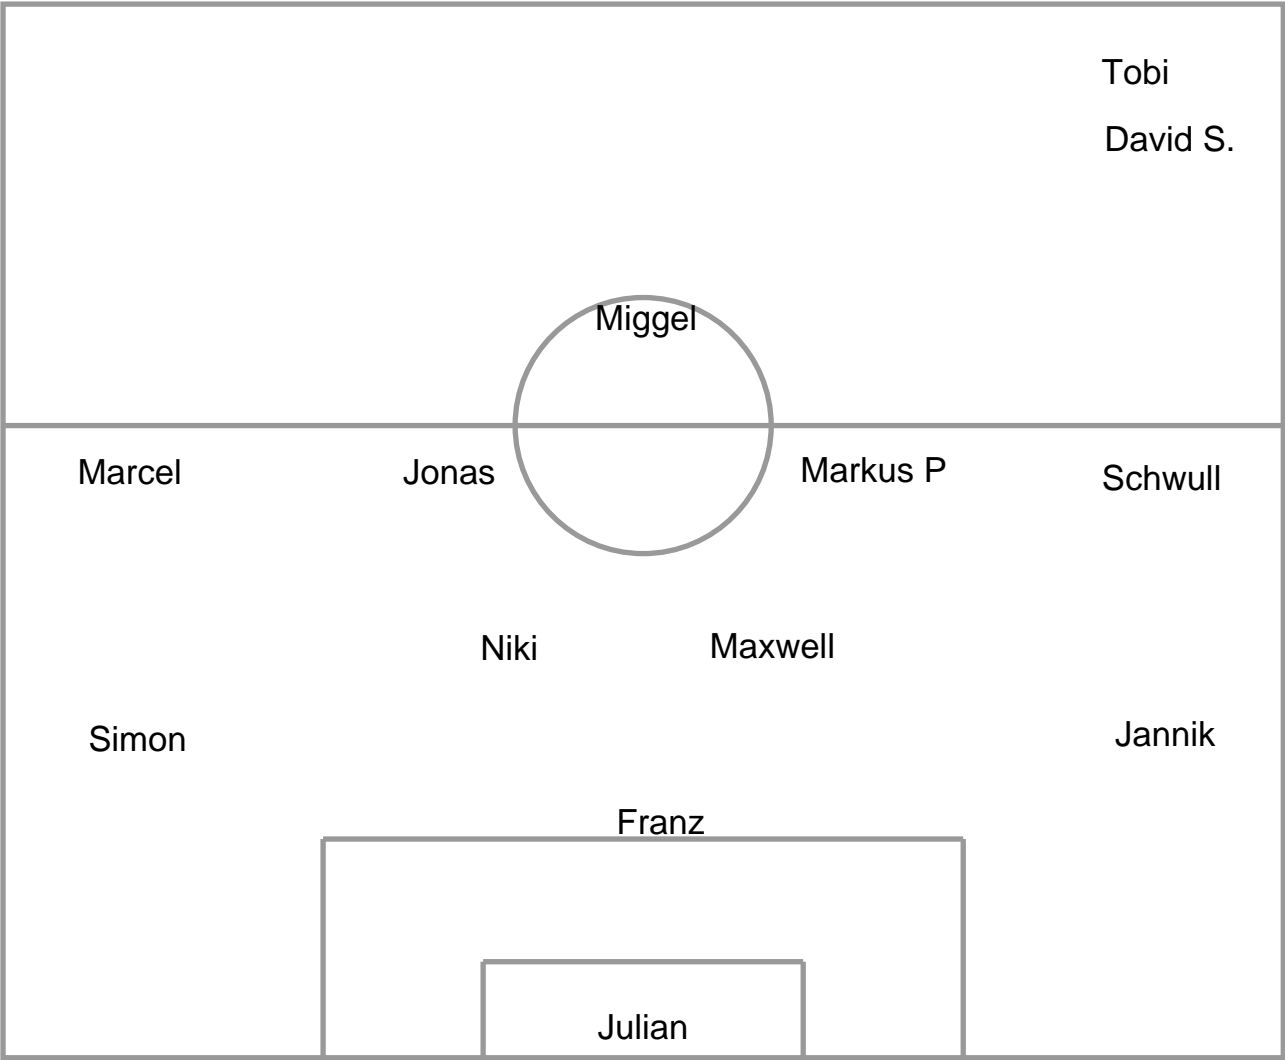 Tobi
David S.
Miggel
Marcel
Jonas
Markus P
Schwull
Niki
Maxwell
Simon
Jannik
Franz
Julian